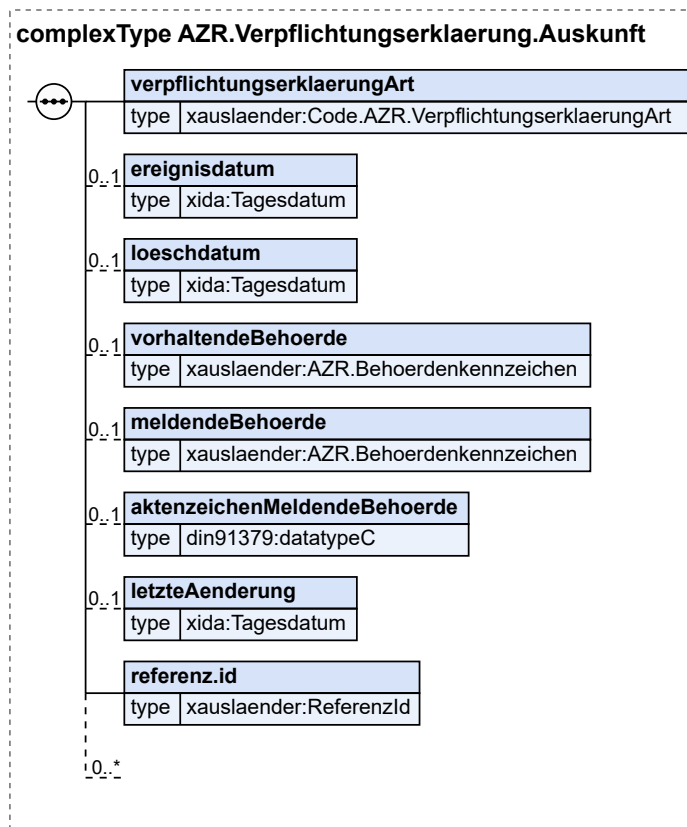 complexType AZR.Verpflichtungserklaerung.Auskunft
verpflichtungserklaerungArt
type xauslaender:Code.AZR.VerpflichtungserklaerungArt
0..1 ereignisdatum
type xida:Tagesdatum
0..1 loeschdatum
type xida:Tagesdatum
0..1 vorhaltendeBehoerde
type xauslaender:AZR.Behoerdenkennzeichen
0..1 meldendeBehoerde
type xauslaender:AZR.Behoerdenkennzeichen
0..1 aktenzeichenMeldendeBehoerde
type din91379:datatypeC
0..1 letzteAenderung
type xida:Tagesdatum
referenz.id
type xauslaender:ReferenzId
0..*